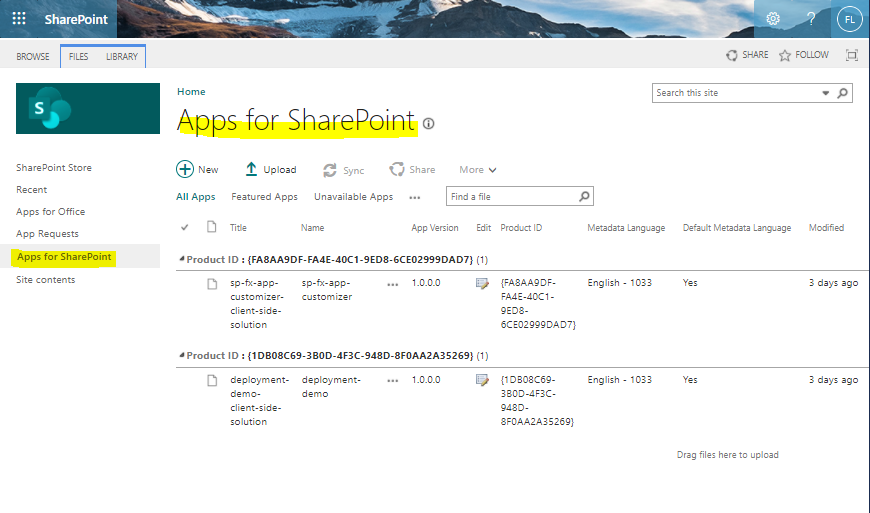 SharePoint
?
FL
BROWSE FILES LIBRARY
SHARE FOLLOW
S
Home
Search this site
Apps for SharePoint
New Upload Sync Share More
All Apps Featured Apps Unavailable Apps ••• Find a file
SharePoint Store
Recent
Apps for Office
App Requests
Apps for SharePoint
Site contents
Title Name App Version Edit Product ID Metadata Language Default Metadata Language Modified
Product ID : {FA8AA9DF-FA4E-40C1-9ED8-6CE02999DAD7} (1)
sp-fx-app- sp-fx-app- ••• 1.0.0.0 {FA8AA9DF- English - 1033 Yes 3 days ago
customizer- customizer FA4E-40C1-
client-side- 9ED8-
solution 6CE02999DAD7}
Product ID : {1DB08C69-3B0D-4F3C-948D-8F0AA2A35269} (1)
deployment- deployment- ••• 1.0.0.0 {1DB08C69- English - 1033 Yes 3 days ago
demo- demo 3B0D-4F3C-
client-side- 948D-
solution 8F0AA2A35269}
Drag files here to upload